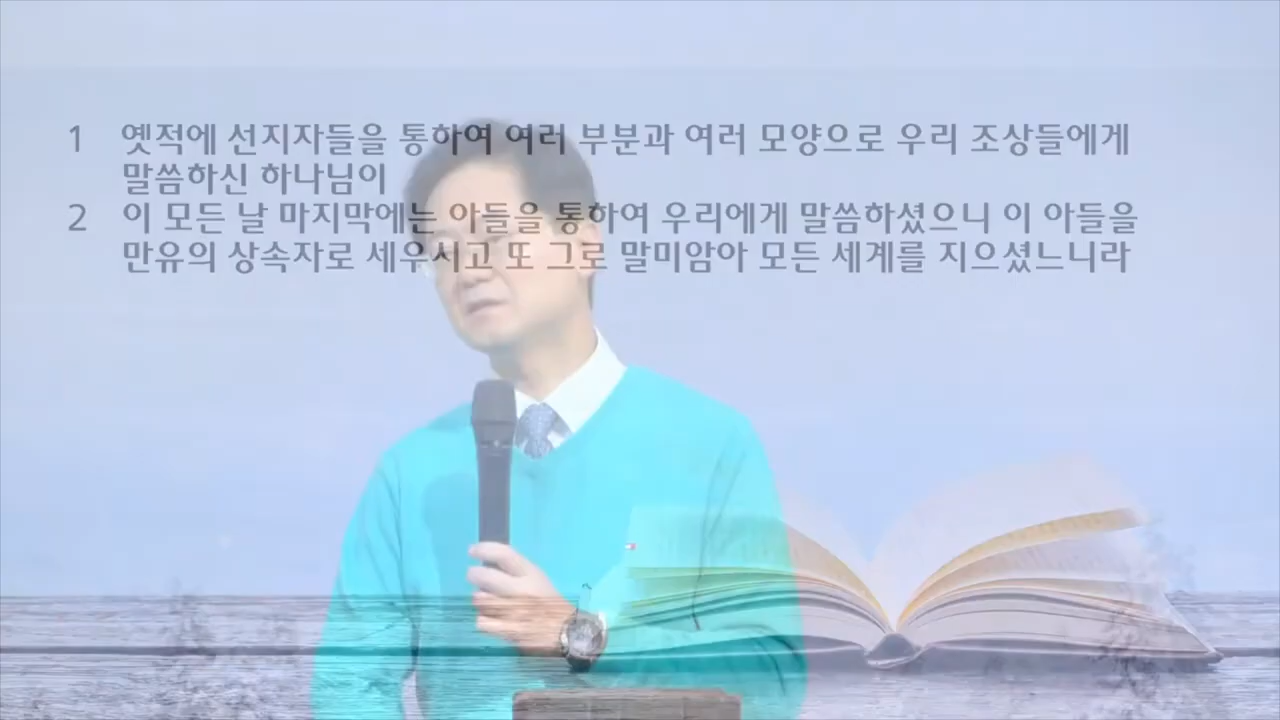 1 옛적에 선지자들을 통하여 여러 부분과 여러 모양으로 우리 조상들에게
말씀하신 하나님이
2 이 모든 날 마지막에는 아들을 통하여 우리에게 말씀하셨으니 이 아들을
만유의 상속자로 세우시고 또 그로 말미암아 모든 세계를 지으셨느니라